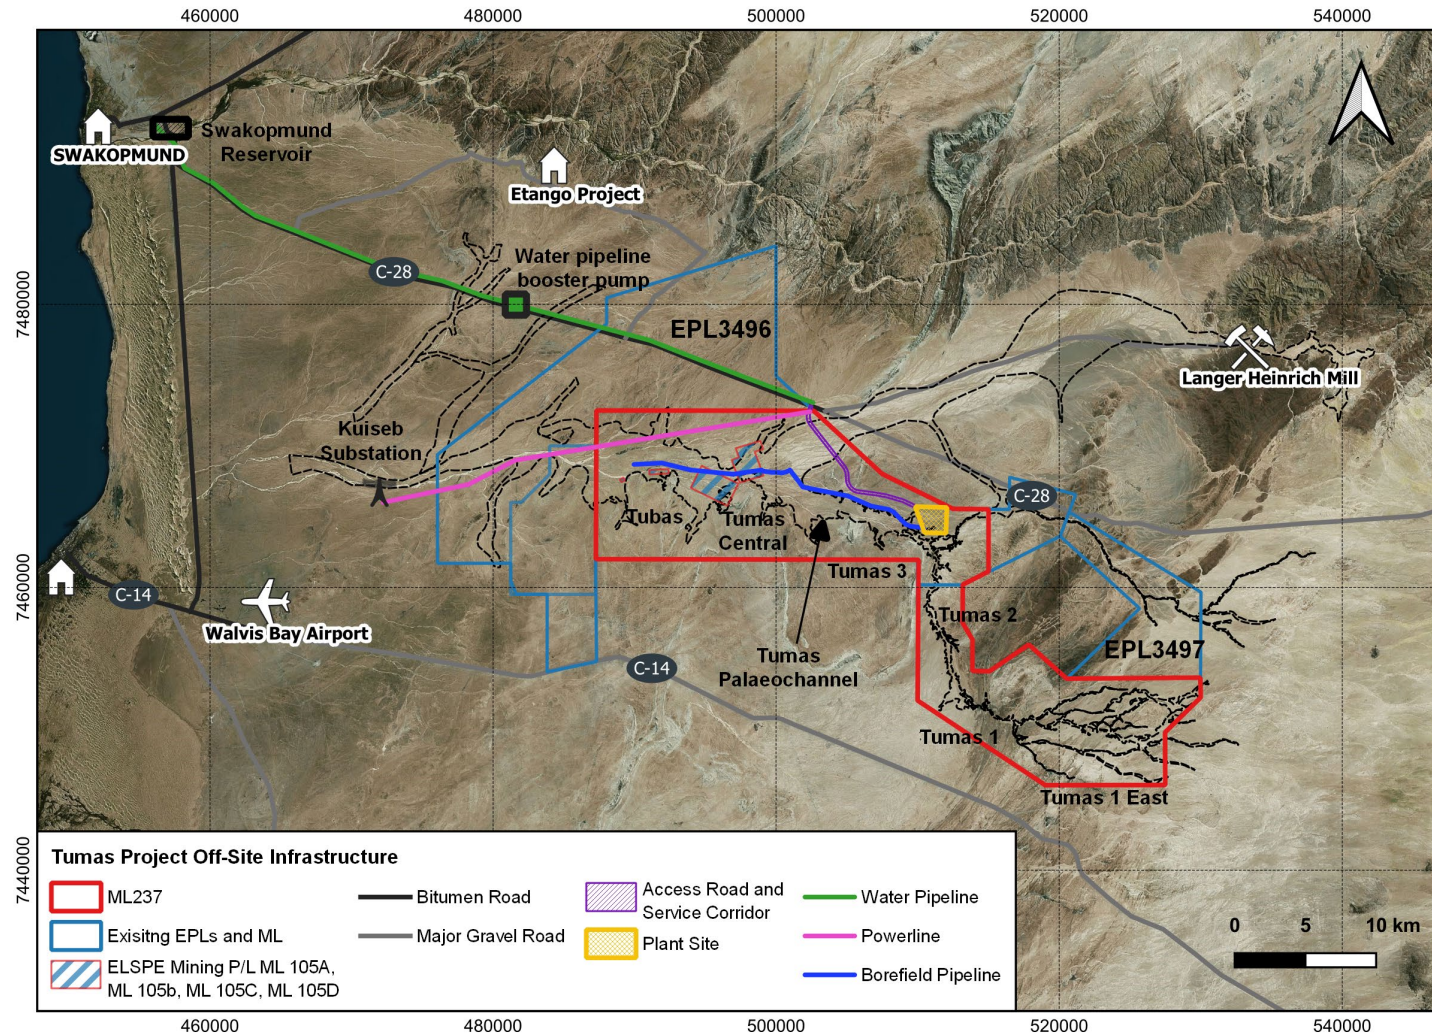 460000
480000
500000
520000
540000
Swakopmund
Reservoir
SWAKOPMUND
Etango Project
Water pipeline
booster pump
C-28
7480000
EPL3496
Langer Heinrich Mill
Kuiseb
Substation
C-28
Tubas
Tumas
Central
Tumas 3
7460000
C-14
Walvis Bay Airport
Tumas 2
EPL3497
Tumas
Palaeochannel
C-14
Tumas 1
Tumas 1 East
7440000
Tumas Project Off-Site Infrastructure
ML237
Exisitng EPLs and ML
ELSPE Mining P/L ML 105A,
ML 105b, ML 105C, ML 105D
Bitumen Road
Major Gravel Road
Access Road and
Service Corridor
Plant Site
Water Pipeline
Powerline
Borefield Pipeline
0 5 10 km
460000
480000
500000
520000
540000